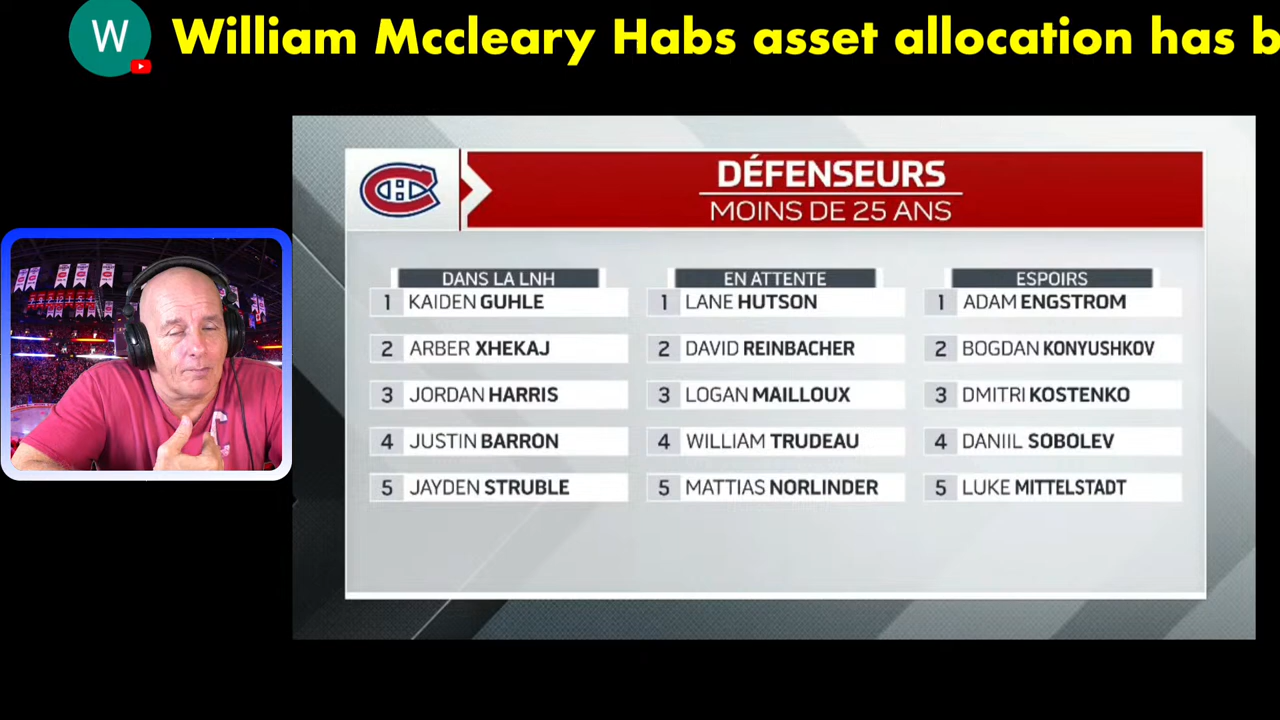 W William Mccleary Habs asset allocation has b
DÉFENSEURS
MOINS DE 25 ANS
DANS LA LNH
1 KAIDEN GUHLE
2 ARBER XHEKAJ
3 JORDAN HARRIS
4 JUSTIN BARRON
5 JAYDEN STRUBLE
EN ATTENTE
1 LANE HUTSON
2 DAVID REINBACHER
3 LOGAN MAILLOUX
4 WILLIAM TRUDEAU
5 MATTIAS NORLINDER
ESPOIRS
1 ADAM ENGSTROM
2 BOGDAN KONYUSHKOV
3 DMITRI KOSTENKO
4 DANIIL SOBOLEV
5 LUKE MITTELSTADT